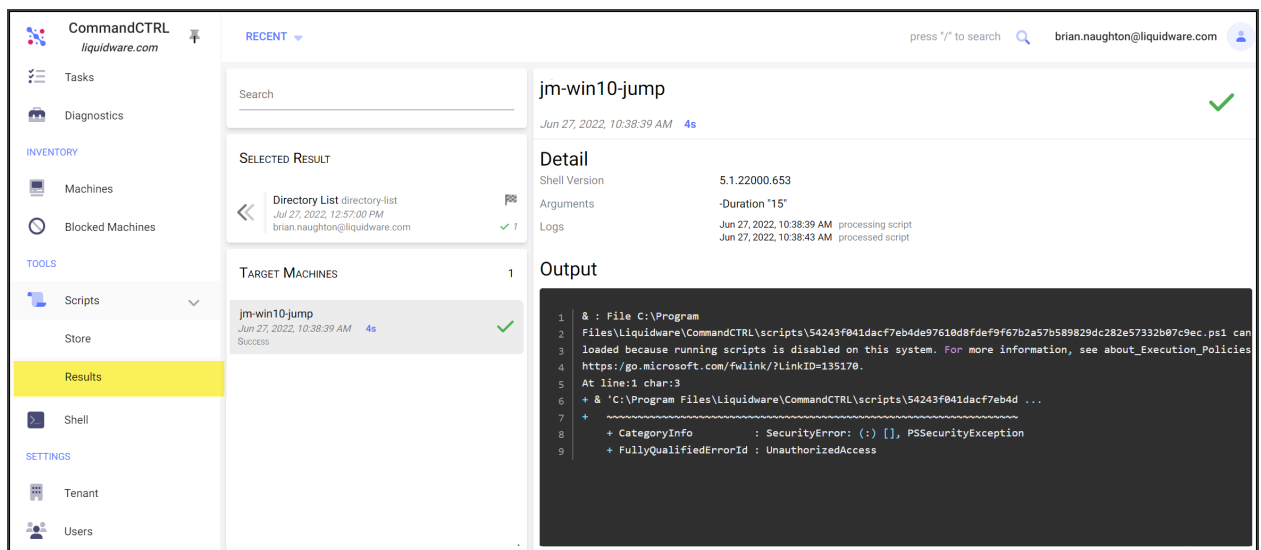 CommandCTRL
liquidware.com
Tasks
Diagnostics
INVENTORY
Machines
Blocked Machines
TOOLS
Scripts
Store
Results
Shell
SETTINGS
Tenant
Users
RECENT
press "/" to search
brian.naughton@liquidware.com
Search
SELECTED RESULT
Directory List directory-list
Jul 27, 2022, 12:57:00 PM
brian.naughton@liquidware.com
1
TARGET MACHINES 1
jm-win10-jump
Jun 27, 2022, 10:38:39 AM 4s
SUCCESS
jm-win10-jump
Jun 27, 2022, 10:38:39 AM 4s
Detail
Shell Version 5.1.22000.653
Arguments -Duration "15"
Logs Jun 27, 2022, 10:38:39 AM processing script
Jun 27, 2022, 10:38:43 AM processed script
Output
1 & : File C:\Program
2 Files\Liquidware\CommandCTRL\scripts\54243f041dacf7eb4de97610d8fdef9f67b2a57b589829dc282e57332b07c9ec.ps1 can
3 loaded because running scripts is disabled on this system. For more information, see about_Execution_Policies
4 https:/go.microsoft.com/fwlink/?LinkID=135170.
5 At line:1 char:3
6 + & 'C:\Program Files\Liquidware\CommandCTRL\scripts\54243f041dacf7eb4d ...
7 + ~~~~~~~~~~~~~~~~~~~~~~~~~~~~~~~~~~~~~~~~~~~~~~~~~~~~~~~~~~~~~~~~~~~~~
8 + CategoryInfo : SecurityError: (:) [], PSSecurityException
9 + FullyQualifiedErrorId : UnauthorizedAccess